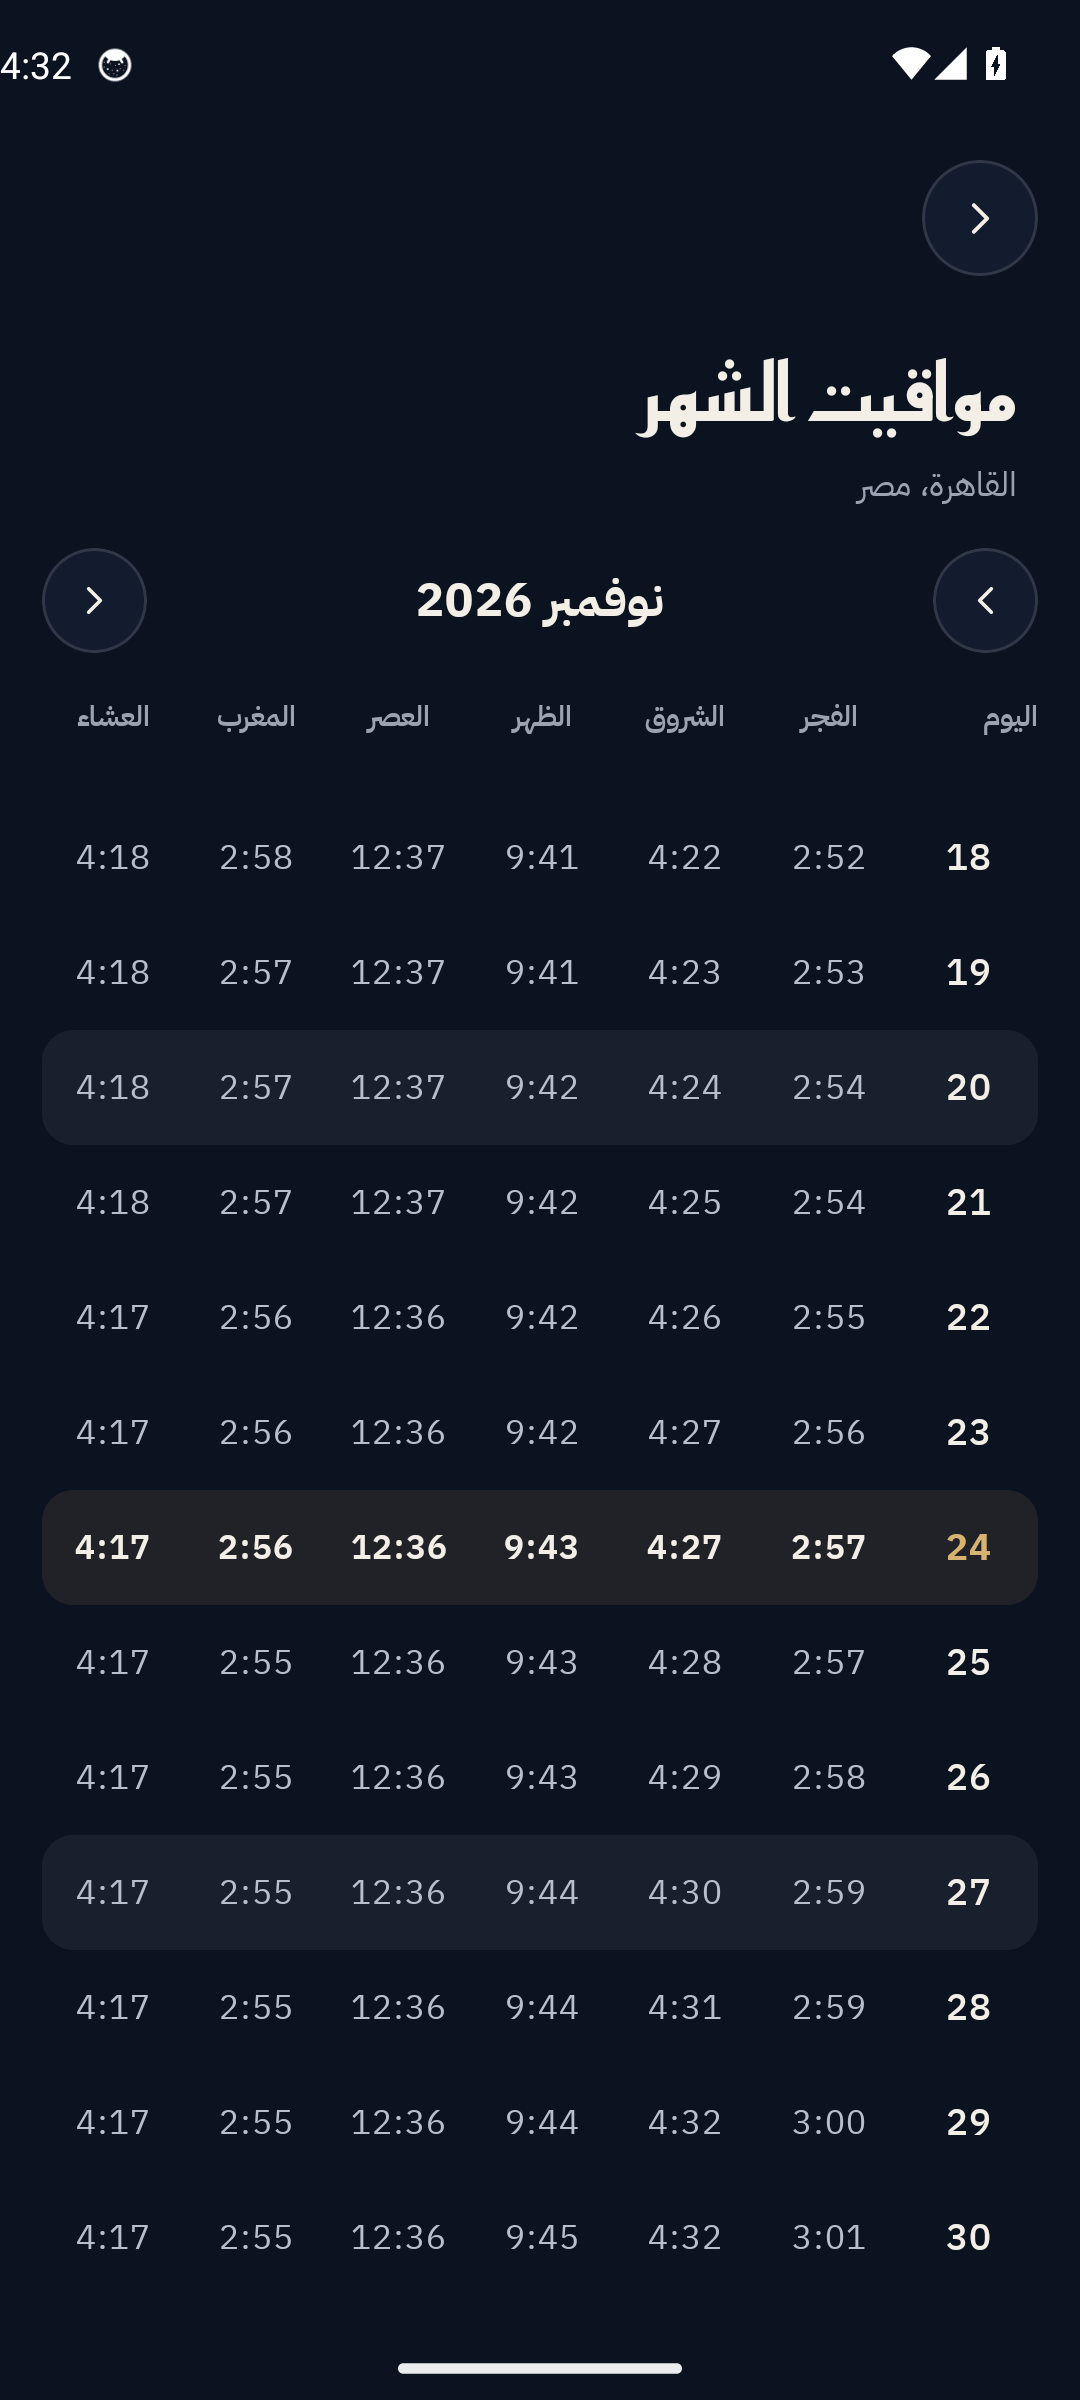 4:32
مواقيت الشهر
القاهرة، مصر
نوفمبر 2026
اليوم الفجر الشروق الظهر العصر المغرب العشاء
18 2:52 4:22 9:41 12:37 2:58 4:18
19 2:53 4:23 9:41 12:37 2:57 4:18
20 2:54 4:24 9:42 12:37 2:57 4:18
21 2:54 4:25 9:42 12:37 2:57 4:18
22 2:55 4:26 9:42 12:36 2:56 4:17
23 2:56 4:27 9:42 12:36 2:56 4:17
24 2:57 4:27 9:43 12:36 2:56 4:17
25 2:57 4:28 9:43 12:36 2:55 4:17
26 2:58 4:29 9:43 12:36 2:55 4:17
27 2:59 4:30 9:44 12:36 2:55 4:17
28 2:59 4:31 9:44 12:36 2:55 4:17
29 3:00 4:32 9:44 12:36 2:55 4:17
30 3:01 4:32 9:45 12:36 2:55 4:17